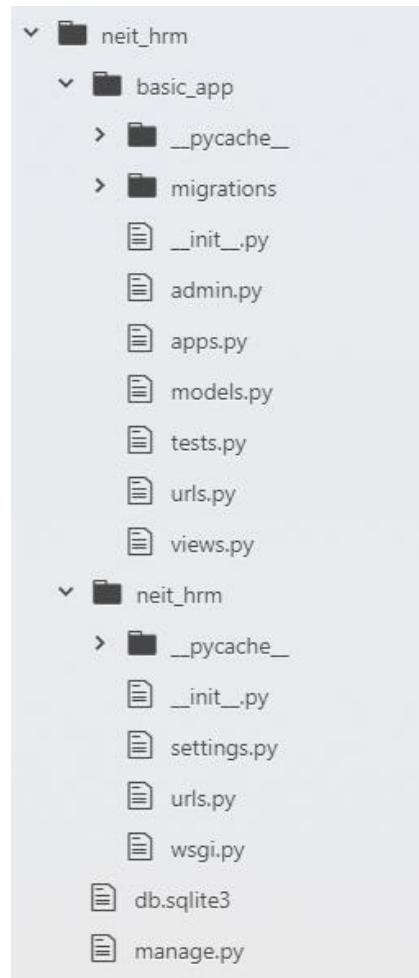 neit_hrm
basic_app
__pycache__
migrations
__init__.py
admin.py
apps.py
models.py
tests.py
urls.py
views.py
neit_hrm
__pycache__
__init__.py
settings.py
urls.py
wsgi.py
db.sqlite3
manage.py